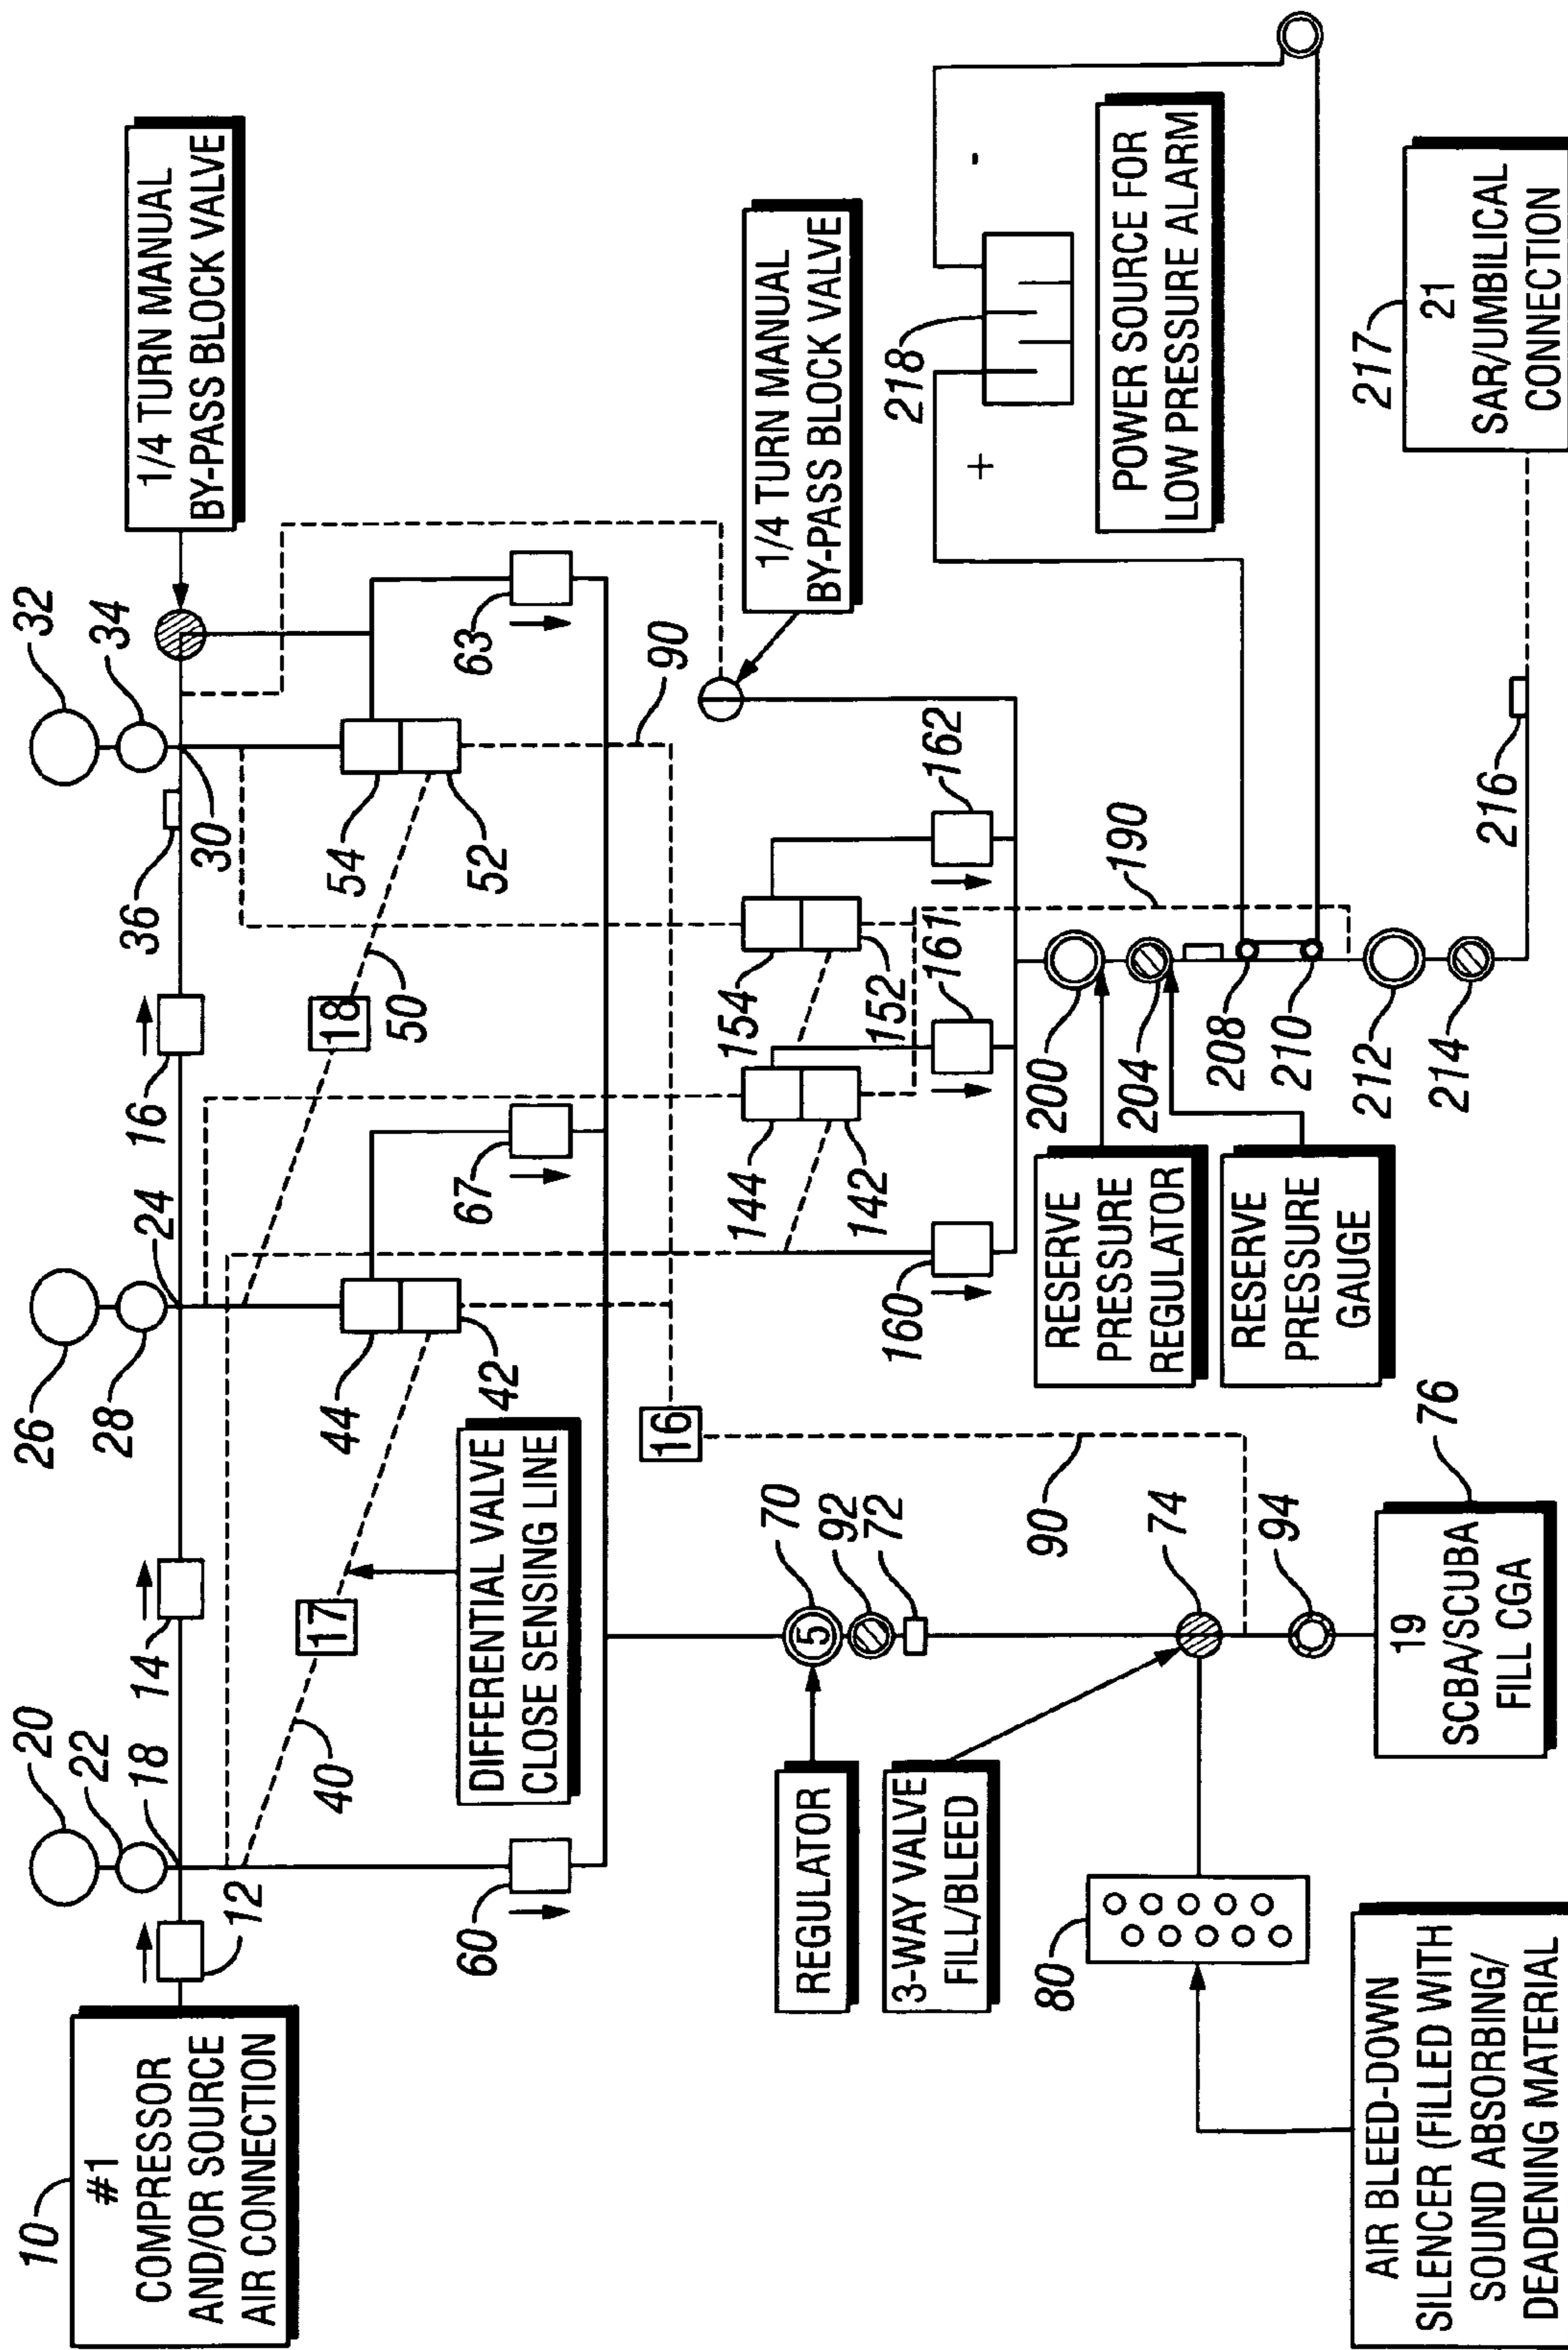 10
#1
COMPRESSOR
AND/OR SOURCE
AIR CONNECTION
12
20
22
18
14
26
28
24
16
36
30
32
34
1/4 TURN MANUAL
BY-PASS BLOCK VALVE
40
17
DIFFERENTIAL VALVE
CLOSE SENSING LINE
44
42
18
50
54
52
60
67
63
90
16
1/4 TURN MANUAL
BY-PASS BLOCK VALVE
144
142
154
152
160
161
162
REGULATOR
5
70
92
72
3-WAY VALVE
FILL/BLEED
74
90
94
80
AIR BLEED-DOWN
SILENCER (FILLED WITH
SOUND ABSORBING/
DEADENING MATERIAL
76
19
SCBA/SCUBA
FILL CGA
RESERVE
PRESSURE
REGULATOR
RESERVE
PRESSURE
GAUGE
200
204
208
210
190
212
214
216
218
+
-
POWER SOURCE FOR
LOW PRESSURE ALARM
217
21
SAR/UMBILICAL
CONNECTION